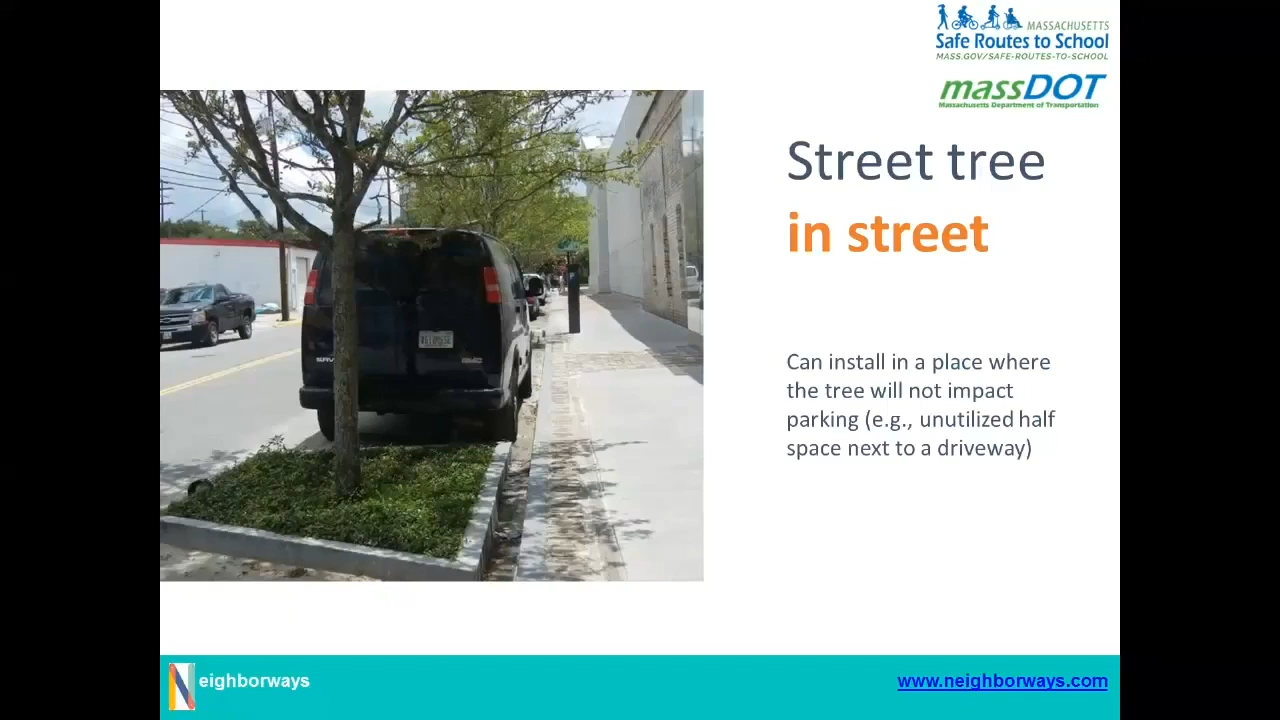 MASSACHUSETTS
Safe Routes to School
MASS.GOV/SAFE-ROUTES-TO-SCHOOL
massDOT
Massachusetts Department of Transportation
Street tree
in street
Can install in a place where
the tree will not impact
parking (e.g., unutilized half
space next to a driveway)
GMC
Neighborways
www.neighborways.com